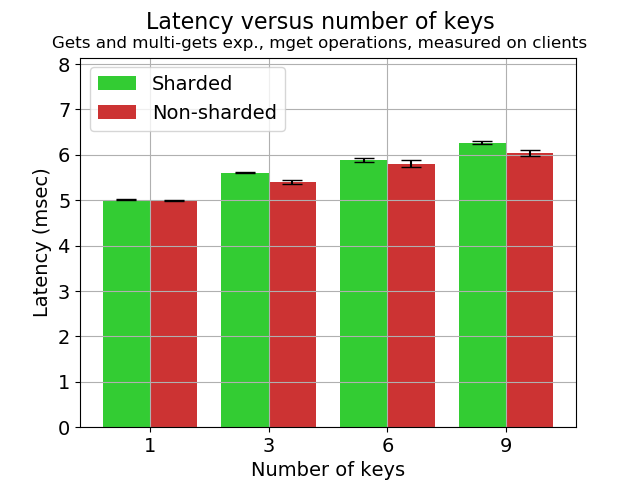 Latency versus number of keys
Gets and multi-gets exp., mget operations, measured on clients
8
7
6
5
4
3
2
1
0
Latency (msec)
Sharded
Non-sharded
1 3 6 9
Number of keys